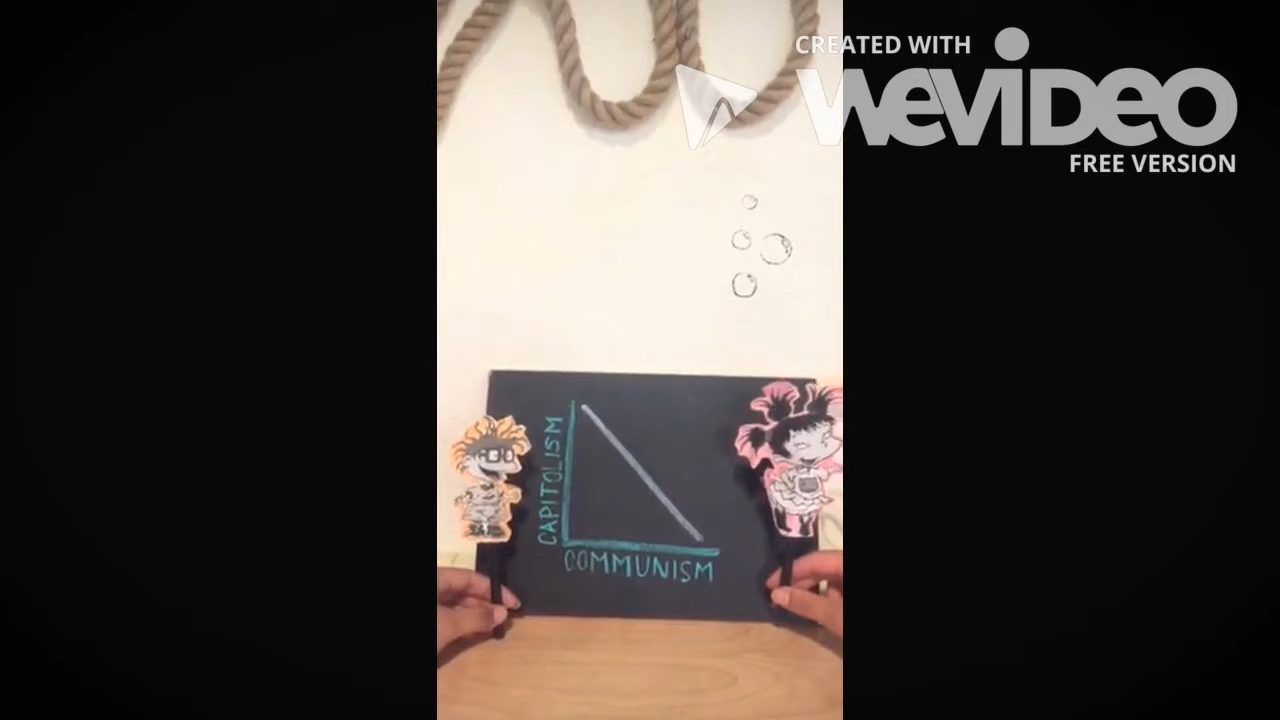 CREATED WITH
WeVIDEO
FREE VERSION
CAPITOLISM
COMMUNISM